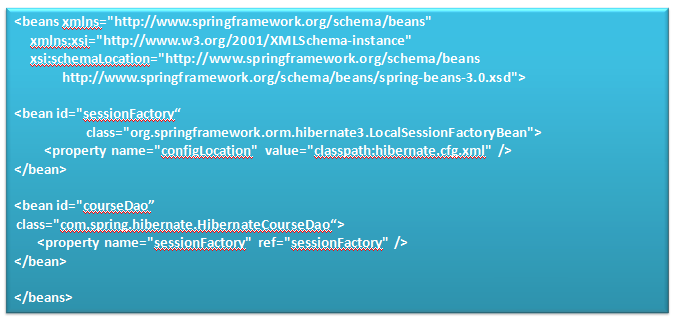 <beans xmlns="http://www.springframework.org/schema/beans"
xmlns:xsi="http://www.w3.org/2001/XMLSchema-instance"
xsi:schemaLocation="http://www.springframework.org/schema/beans
http://www.springframework.org/schema/beans/spring-beans-3.0.xsd">
<bean id="sessionFactory“
class="org.springframework.orm.hibernate3.LocalSessionFactoryBean">
<property name="configLocation" value="classpath:hibernate.cfg.xml" />
</bean>
<bean id="courseDao”
class="com.spring.hibernate.HibernateCourseDao“>
<property name="sessionFactory" ref="sessionFactory" />
</bean>
</beans>